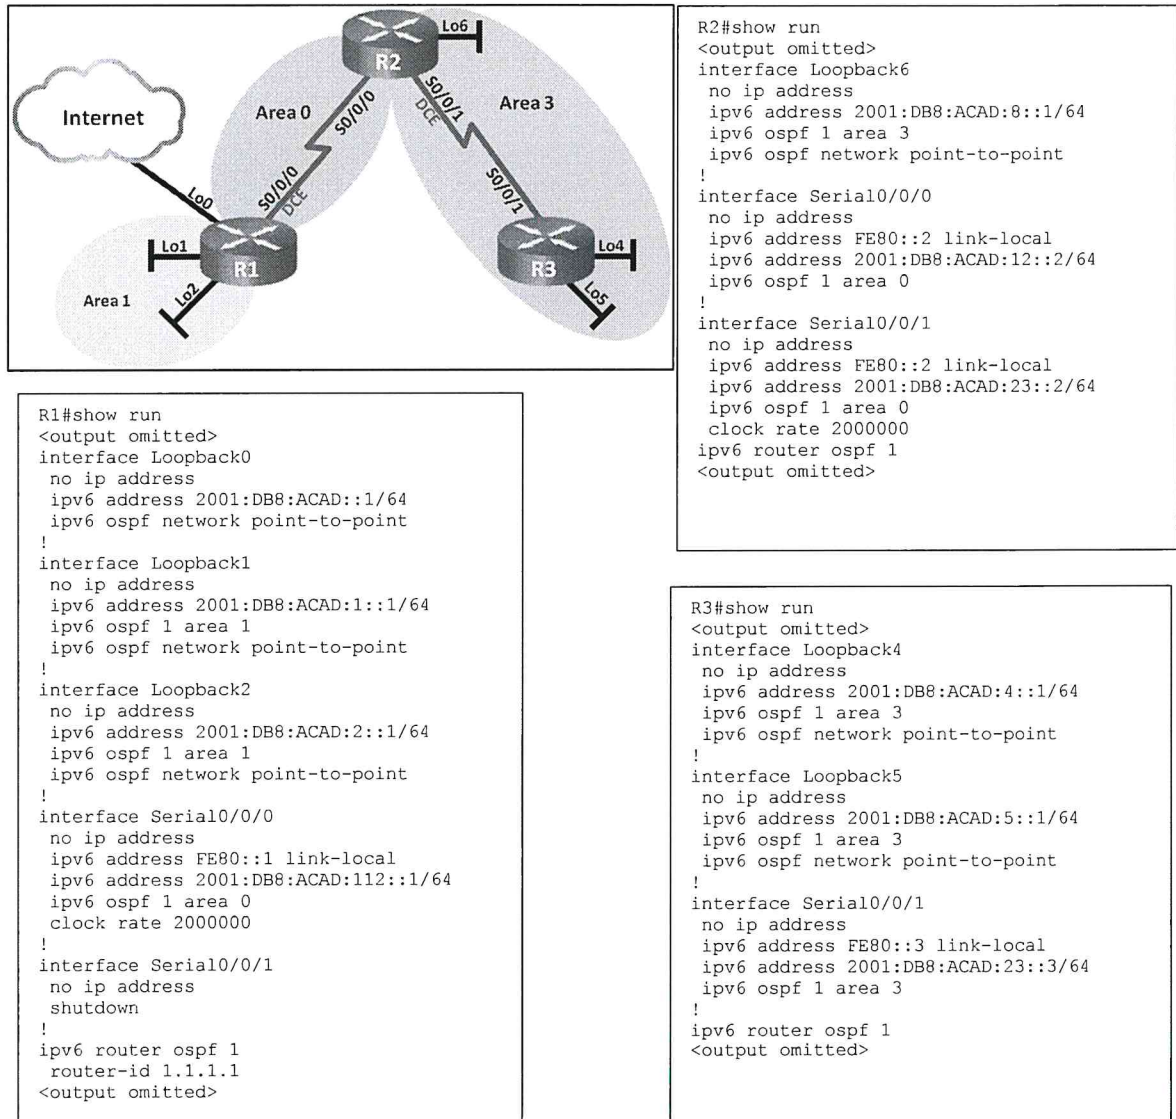 Internet
Area 0
Area 3
Area 1
R2
R1
R3
Lo6
S0/0/0
S0/0/1
DCE
S0/0/0
DCE
S0/0/1
Lo0
Lo1
Lo2
Lo4
Lo5
R2#show run
<output omitted>
interface Loopback6
no ip address
ipv6 address 2001:DB8:ACAD:8::1/64
ipv6 ospf 1 area 3
ipv6 ospf network point-to-point
!
interface Serial0/0/0
no ip address
ipv6 address FE80::2 link-local
ipv6 address 2001:DB8:ACAD:12::2/64
ipv6 ospf 1 area 0
!
interface Serial0/0/1
no ip address
ipv6 address FE80::2 link-local
ipv6 address 2001:DB8:ACAD:23::2/64
ipv6 ospf 1 area 0
clock rate 2000000
ipv6 router ospf 1
<output omitted>
R1#show run
<output omitted>
interface Loopback0
no ip address
ipv6 address 2001:DB8:ACAD::1/64
ipv6 ospf network point-to-point
!
interface Loopback1
no ip address
ipv6 address 2001:DB8:ACAD:1::1/64
ipv6 ospf 1 area 1
ipv6 ospf network point-to-point
!
interface Loopback2
no ip address
ipv6 address 2001:DB8:ACAD:2::1/64
ipv6 ospf 1 area 1
ipv6 ospf network point-to-point
!
interface Serial0/0/0
no ip address
ipv6 address FE80::1 link-local
ipv6 address 2001:DB8:ACAD:112::1/64
ipv6 ospf 1 area 0
clock rate 2000000
!
interface Serial0/0/1
no ip address
shutdown
!
ipv6 router ospf 1
router-id 1.1.1.1
<output omitted>
R3#show run
<output omitted>
interface Loopback4
no ip address
ipv6 address 2001:DB8:ACAD:4::1/64
ipv6 ospf 1 area 3
ipv6 ospf network point-to-point
!
interface Loopback5
no ip address
ipv6 address 2001:DB8:ACAD:5::1/64
ipv6 ospf 1 area 3
ipv6 ospf network point-to-point
!
interface Serial0/0/1
no ip address
ipv6 address FE80::3 link-local
ipv6 address 2001:DB8:ACAD:23::3/64
ipv6 ospf 1 area 3
!
ipv6 router ospf 1
<output omitted>